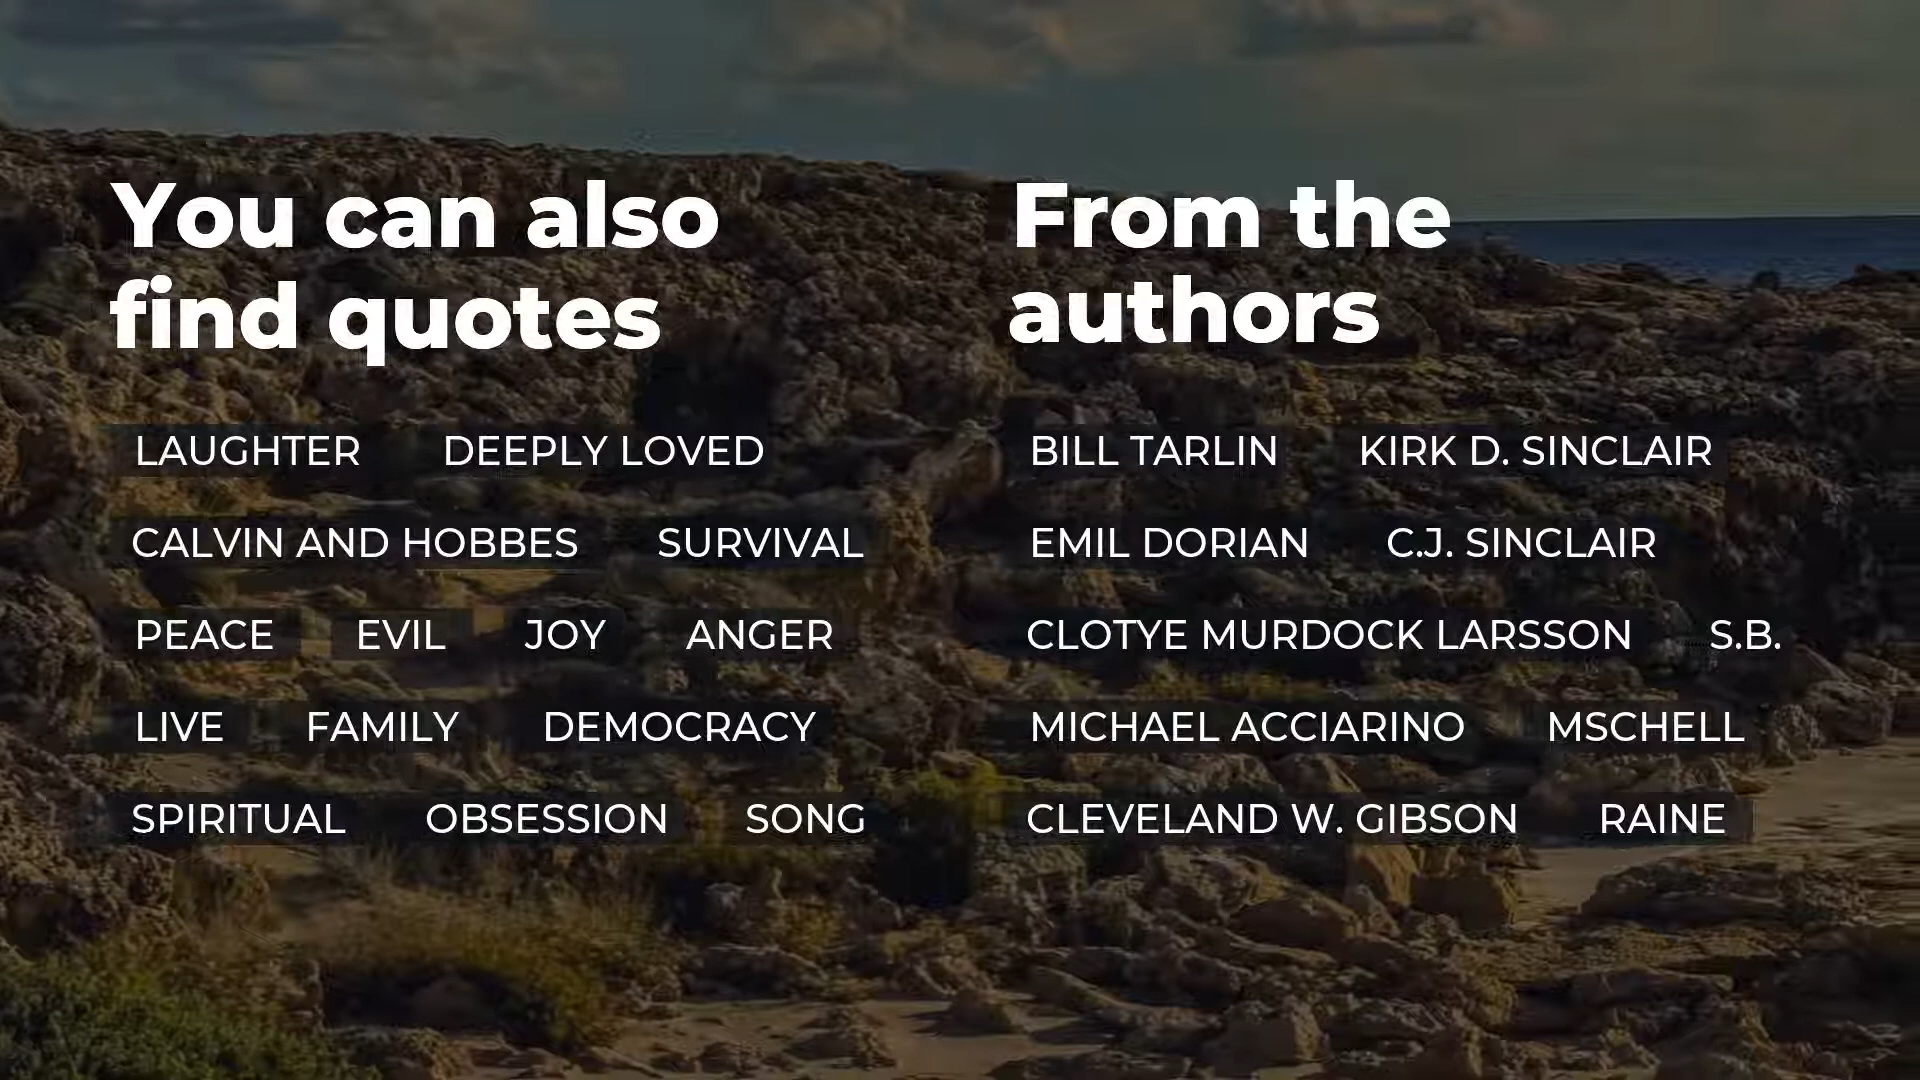 You can also
find quotes
LAUGHTER DEEPLY LOVED
CALVIN AND HOBBES SURVIVAL
PEACE EVIL JOY ANGER
LIVE FAMILY DEMOCRACY
SPIRITUAL OBSESSION SONG
From the
authors
BILL TARLIN KIRK D. SINCLAIR
EMIL DORIAN C.J. SINCLAIR
CLOTYE MURDOCK LARSSON S.B.
MICHAEL ACCIARINO MSCHELL
CLEVELAND W. GIBSON RAINE